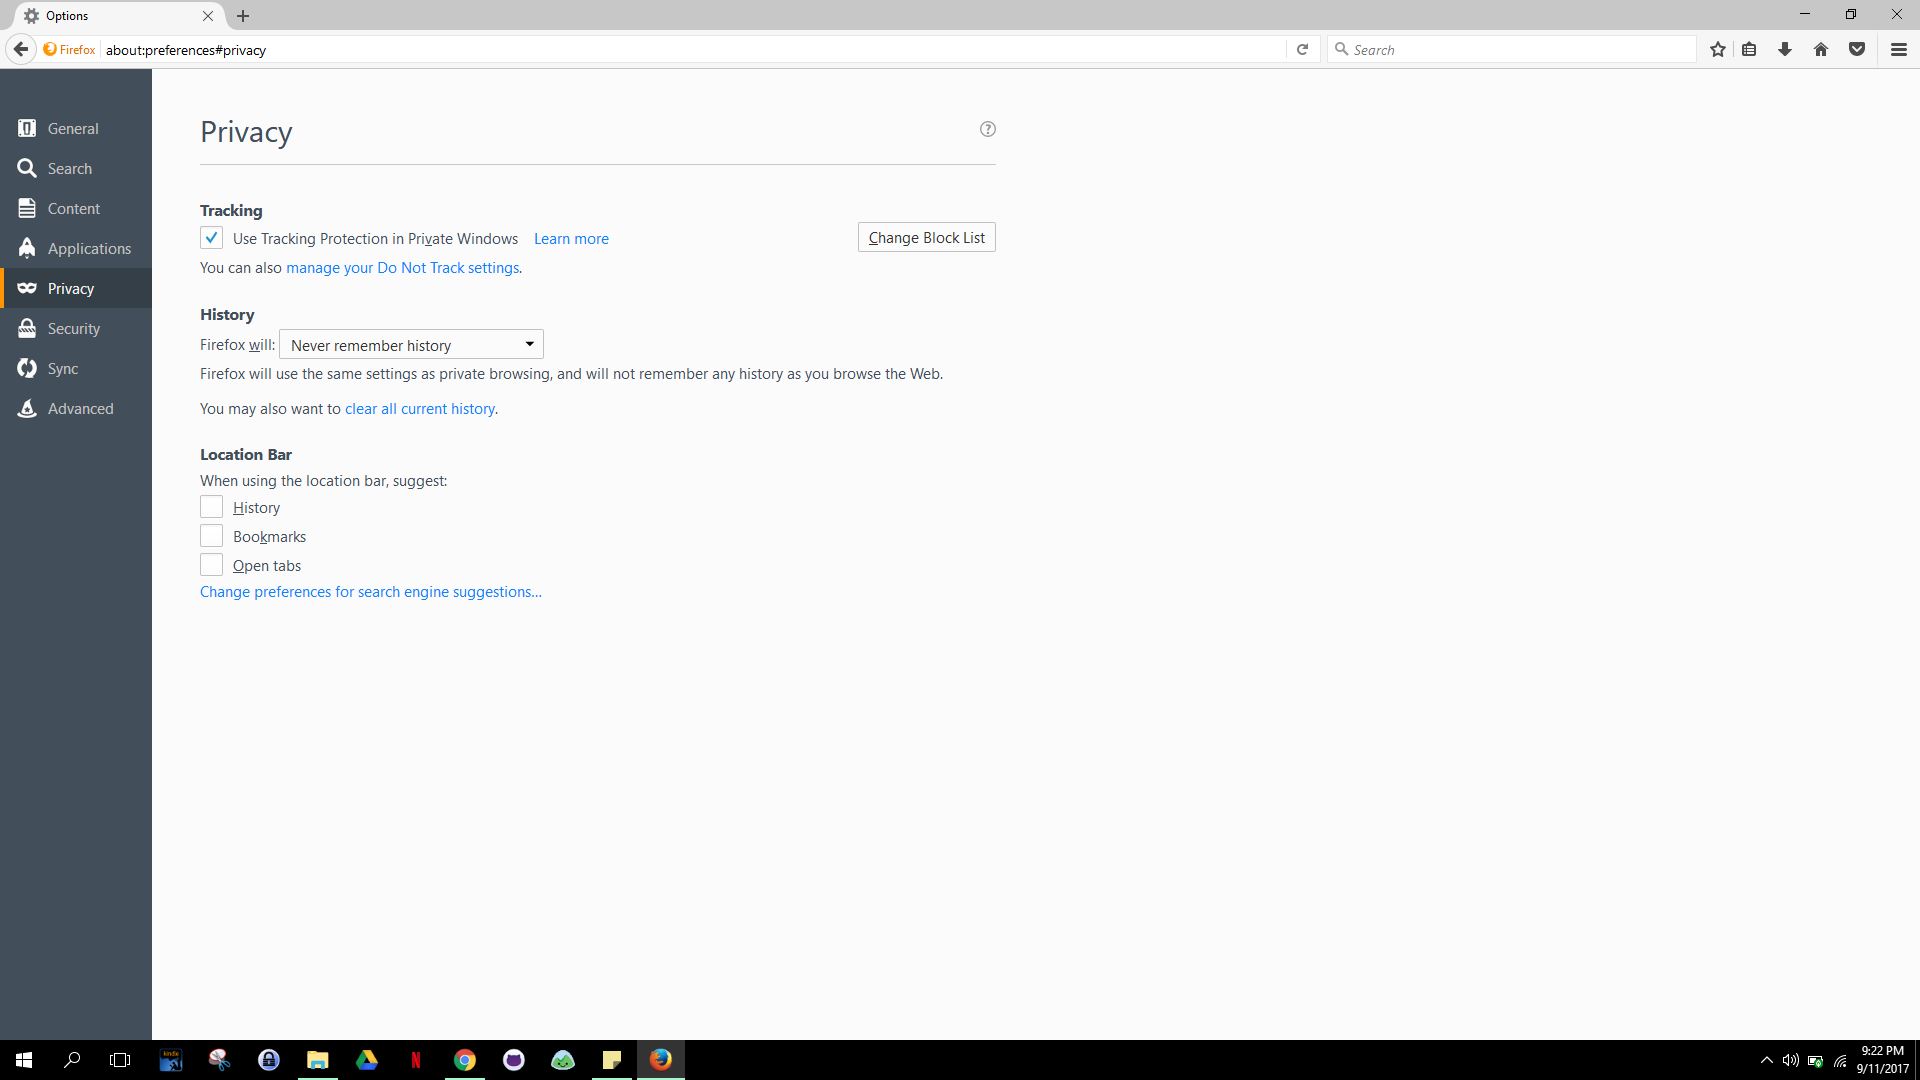 Options
Firefox about:preferences#privacy
Search
General
Search
Content
Applications
Privacy
Security
Sync
Advanced
Privacy
?
Tracking
Use Tracking Protection in Private Windows Learn more
Change Block List
You can also manage your Do Not Track settings.
History
Firefox will: Never remember history
Firefox will use the same settings as private browsing, and will not remember any history as you browse the Web.
You may also want to clear all current history.
Location Bar
When using the location bar, suggest:
History
Bookmarks
Open tabs
Change preferences for search engine suggestions...
kindle
N
9:22 PM
9/11/2017